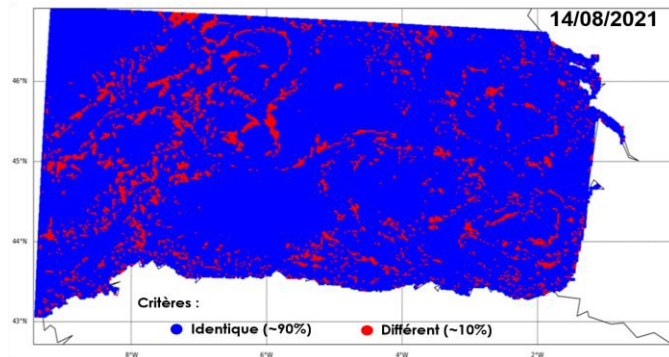 14/08/2021
46°N
45°N
44°N
43°N
Critères :
Identique (~90%) Différent (~10%)
8°W 6°W 4°W 2°W